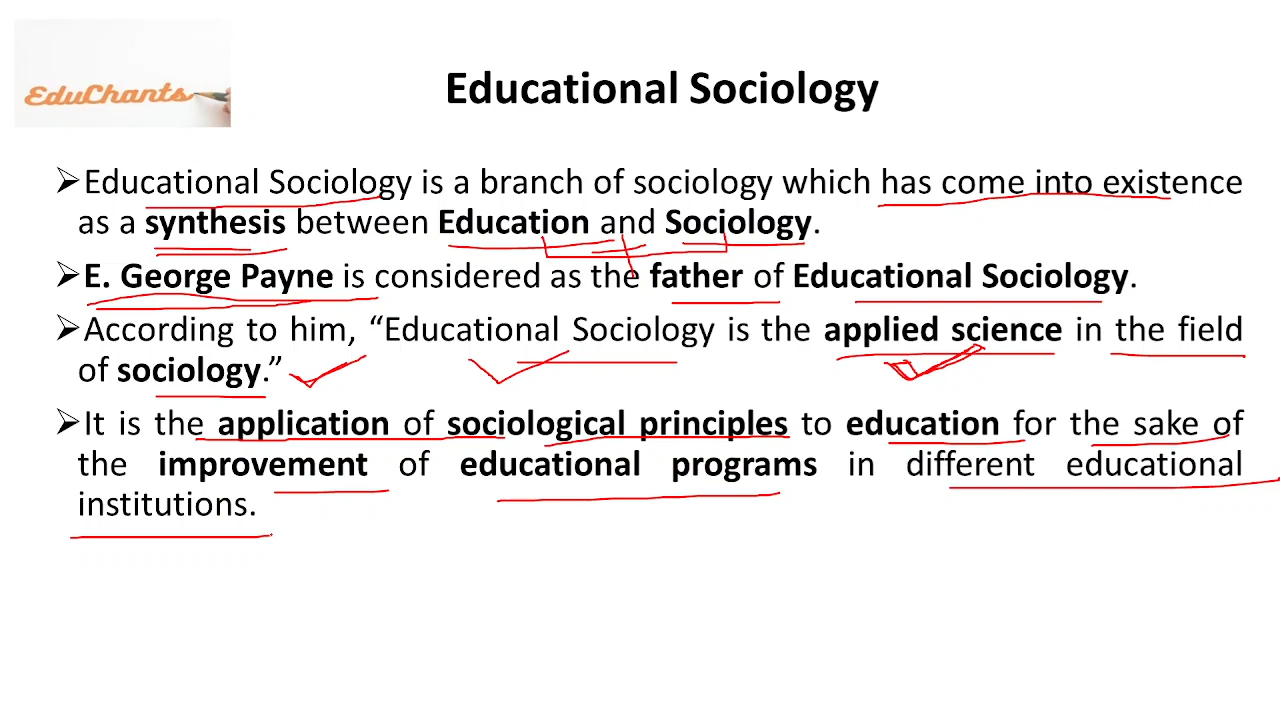 EduChants
Educational Sociology
➢Educational Sociology is a branch of sociology which has come into existence
as a synthesis between Education and Sociology.
➢E. George Payne is considered as the father of Educational Sociology.
➢According to him, “Educational Sociology is the applied science in the field
of sociology.”
➢It is the application of sociological principles to education for the sake of
the improvement of educational programs in different educational
institutions.